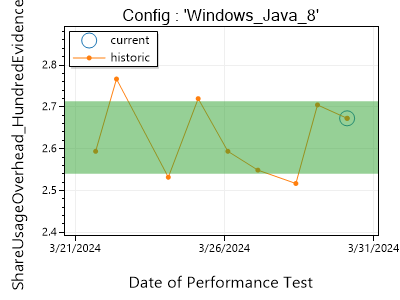 Config : 'Windows_Java_8'
ShareUsageOverhead_HundredEvidence
current
historic
2.8
2.7
2.6
2.5
2.4
3/21/2024
3/26/2024
3/31/2024
Date of Performance Test